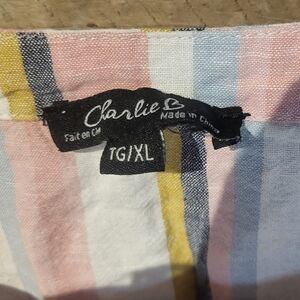 Charlie B
Fait en Ch
Made in China
TG/XL